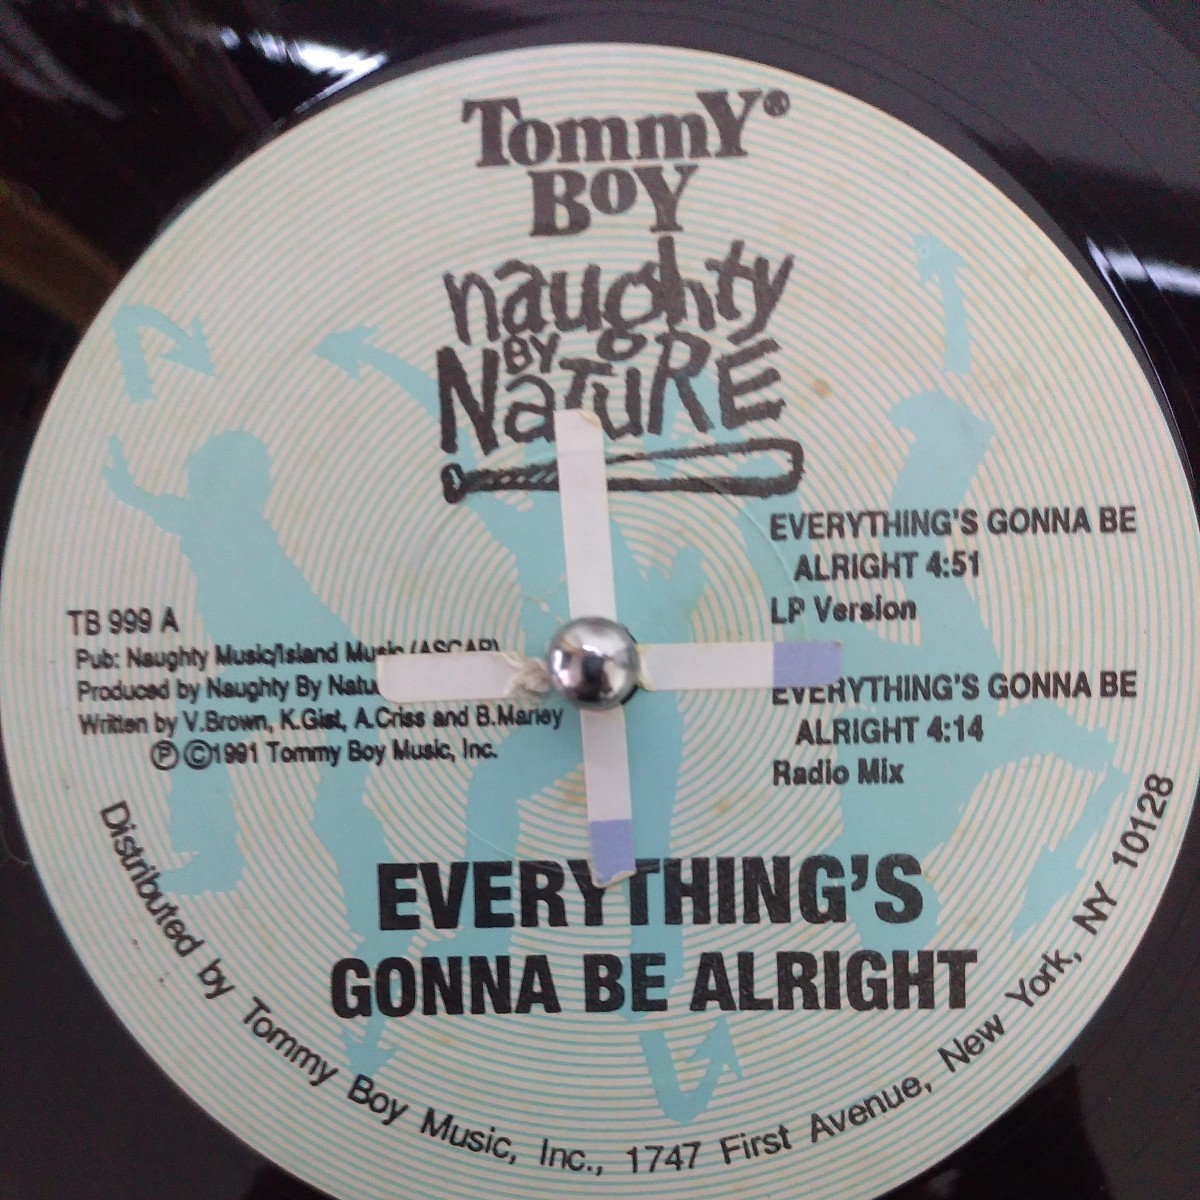 Tommy®
Boy
naughty
BY
NaTuRE
EVERYTHING'S GONNA BE
ALRIGHT 4:51
LP Version
TB 999 A
Pub: Naughty Music/Island Music (ASCAP)
Produced by Naughty By
Written by V.Brown, K.Gist, A.Criss and B.Marley
Ⓟ ©1991 Tommy Boy Music, Inc.
EVERYTHING'S GONNA BE
ALRIGHT 4:14
Radio Mix
EVERYTHING'S
GONNA BE ALRIGHT
Distributed by Tommy Boy Music, Inc., 1747 First Avenue, New York, NY 10128